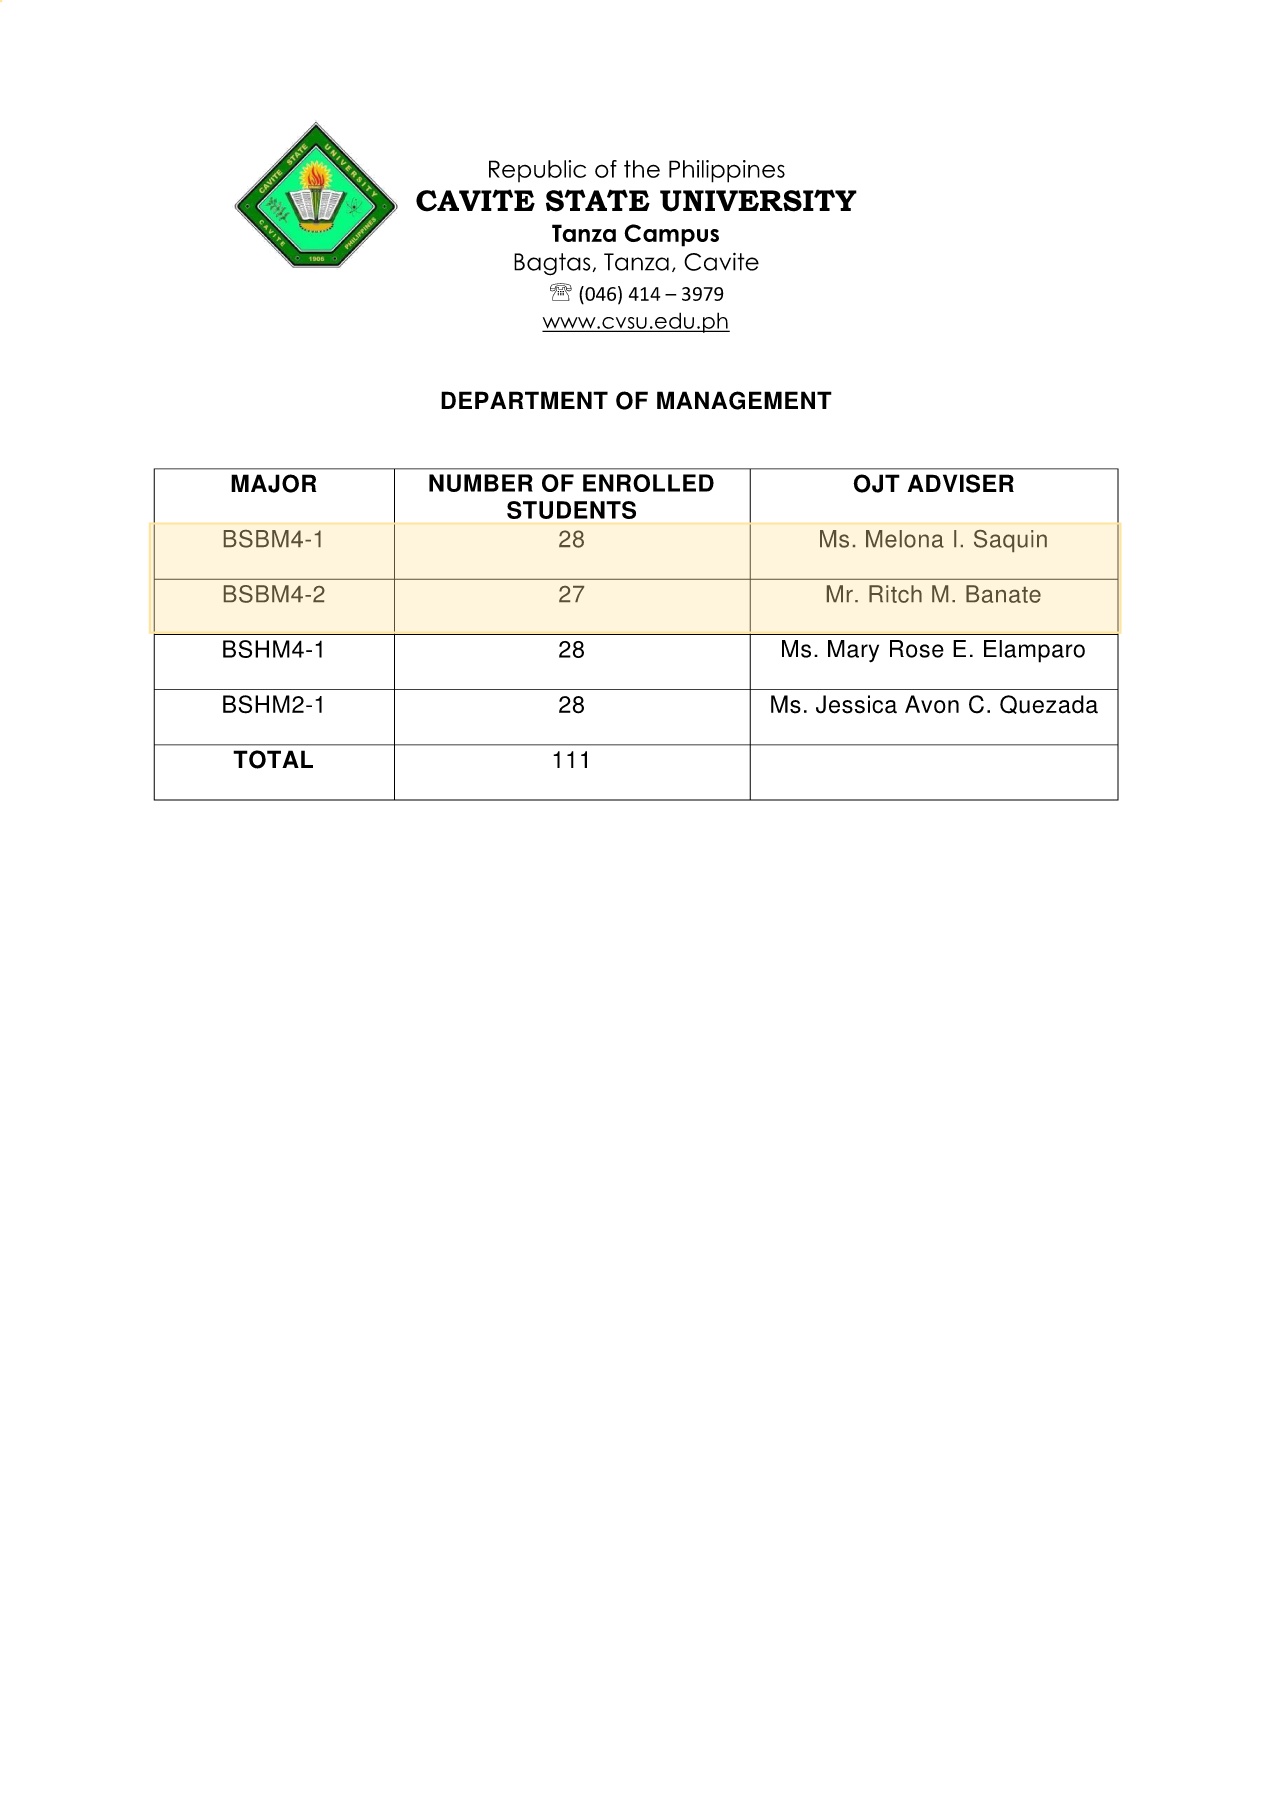 CAVITE STATE UNIVERSITY
CAVITE
PHILIPPINES
1906
Republic of the Philippines
CAVITE STATE UNIVERSITY
Tanza Campus
Bagtas, Tanza, Cavite
☏ (046) 414 – 3979
www.cvsu.edu.ph
DEPARTMENT OF MANAGEMENT
MAJOR NUMBER OF ENROLLED STUDENTS OJT ADVISER
BSBM4-1 28 Ms. Melona I. Saquin
BSBM4-2 27 Mr. Ritch M. Banate
BSHM4-1 28 Ms. Mary Rose E. Elamparo
BSHM2-1 28 Ms. Jessica Avon C. Quezada
TOTAL 111